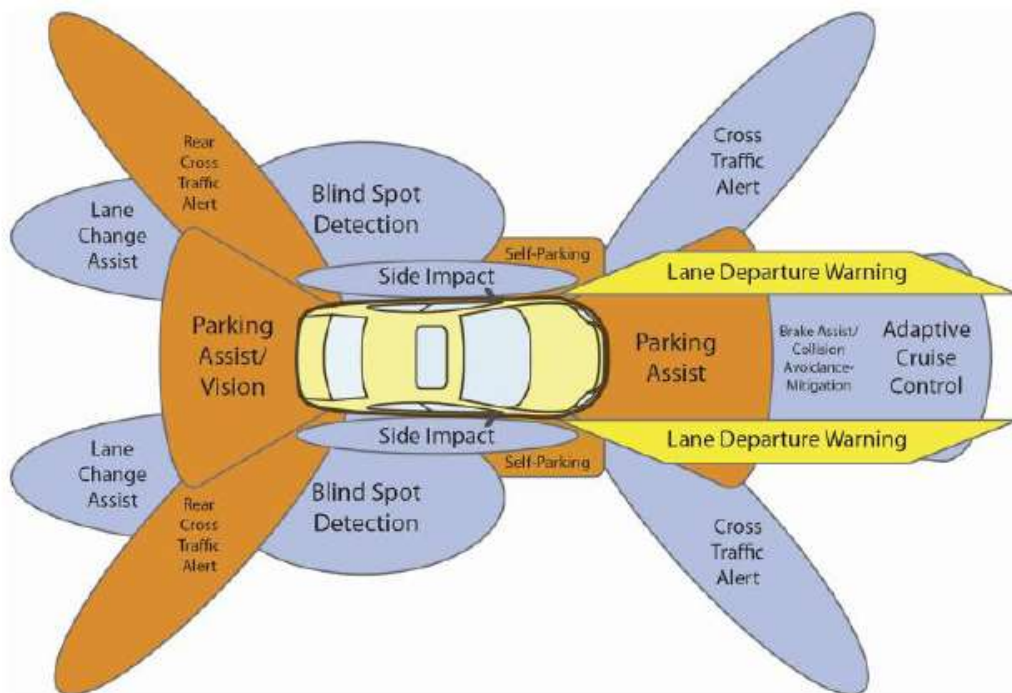 Rear
Cross
Traffic
Alert
Cross
Traffic
Alert
Blind Spot
Detection
Lane
Change
Assist
Self-Parking
Side Impact
Lane Departure Warning
Parking
Assist/
Vision
Parking
Assist
Brake Assist/
Collision
Avoidance-
Mitigation
Adaptive
Cruise
Control
Side Impact
Lane Departure Warning
Self-Parking
Lane
Change
Assist
Blind Spot
Detection
Rear
Cross
Traffic
Alert
Cross
Traffic
Alert